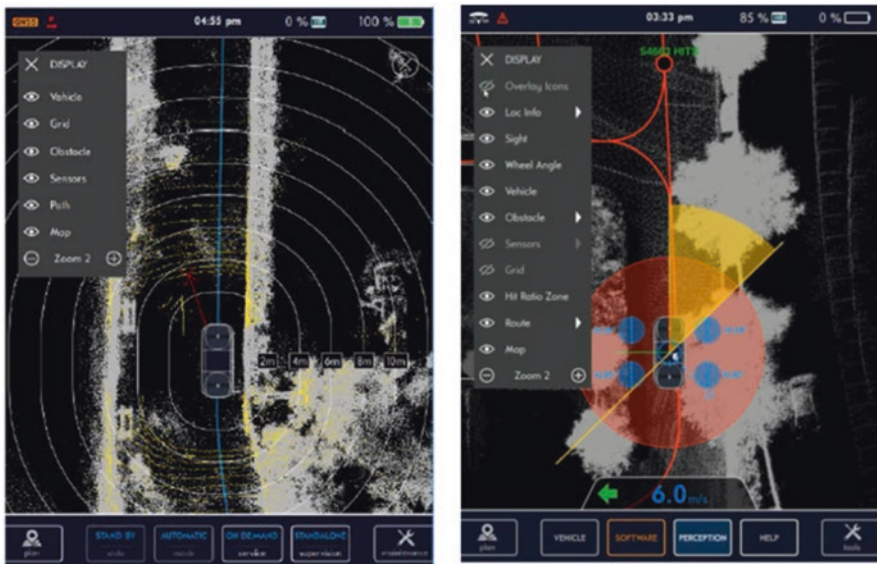 GNSS 04:55 pm 0 % 100 %
DISPLAY
Vehicle
Grid
Obstacle
Sensors
Path
Map
Zoom 2
2m 4m 6m 8m 10m
plan
STAND BY
AUTOMATIC
ON DEMAND
service
STANDALONE
supervision
maintenance
03:33 pm 85 % 0 %
DISPLAY
Overlay Icons
Loc Info
Sight
Wheel Angle
Vehicle
Obstacle
Sensors
Grid
Hit Ratio Zone
Route
Map
Zoom 2
6.0 m/s
plan
VEHICLE
SOFTWARE
PERCEPTION
HELP
tools